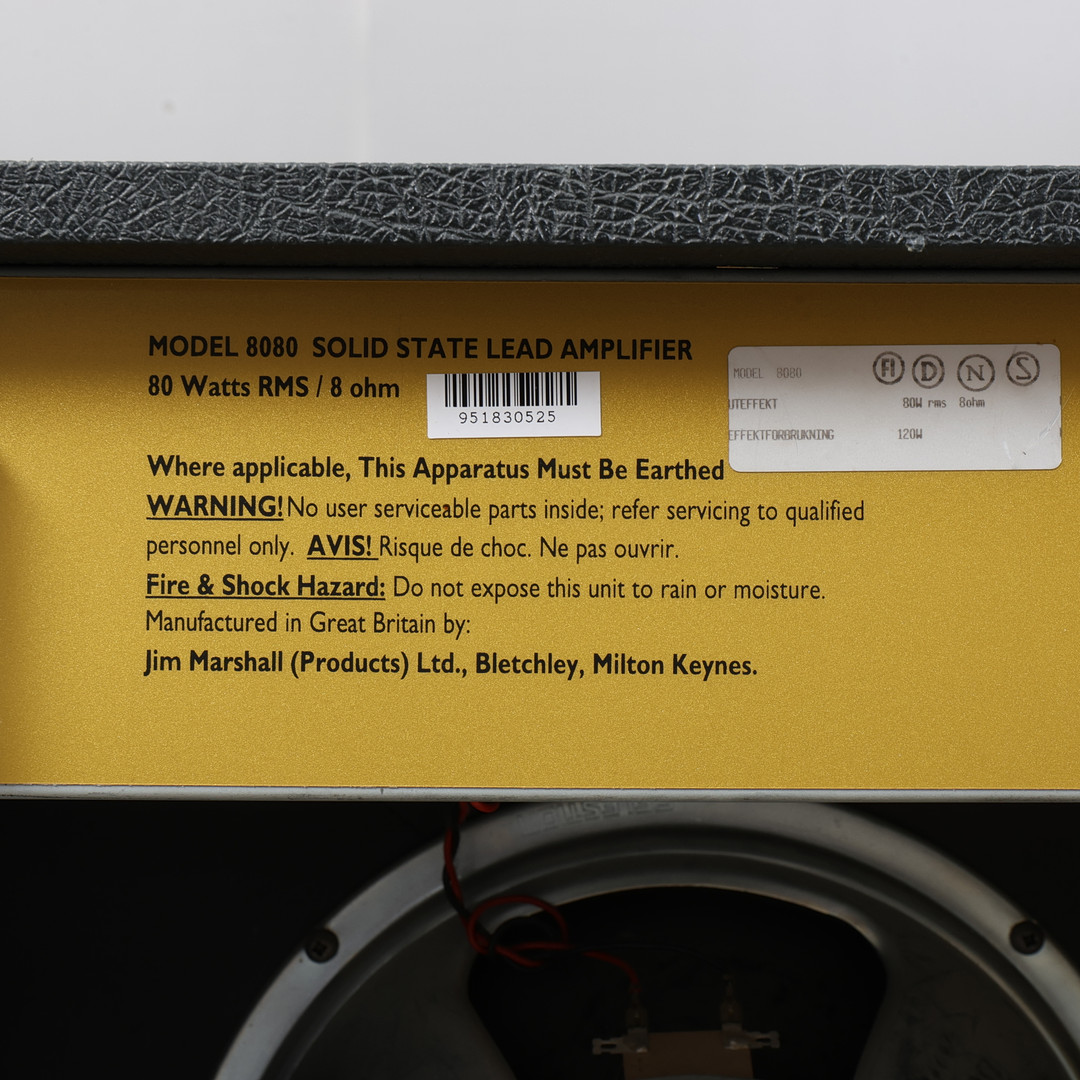 MODEL 8080 SOLID STATE LEAD AMPLIFIER
80 Watts RMS / 8 ohm
951830525
MODEL 8080
FI D N S
UTEFFEKT 80W rms 8ohm
EFFEKTFORBRUKNING 120W
Where applicable, This Apparatus Must Be Earthed
WARNING! No user serviceable parts inside; refer servicing to qualified
personnel only. AVIS! Risque de choc. Ne pas ouvrir.
Fire & Shock Hazard: Do not expose this unit to rain or moisture.
Manufactured in Great Britain by:
Jim Marshall (Products) Ltd., Bletchley, Milton Keynes.